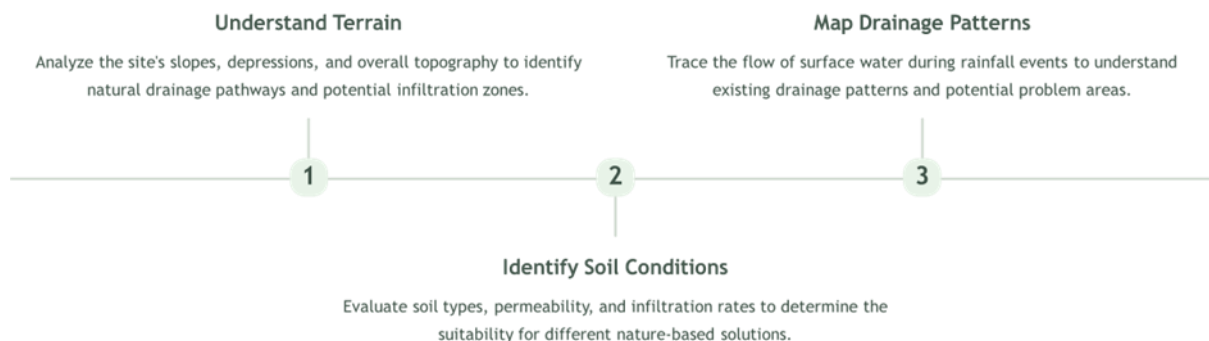 Understand Terrain
Analyze the site's slopes, depressions, and overall topography to identify
natural drainage pathways and potential infiltration zones.
1
2
Identify Soil Conditions
Evaluate soil types, permeability, and infiltration rates to determine the
suitability for different nature-based solutions.
Map Drainage Patterns
Trace the flow of surface water during rainfall events to understand
existing drainage patterns and potential problem areas.
3